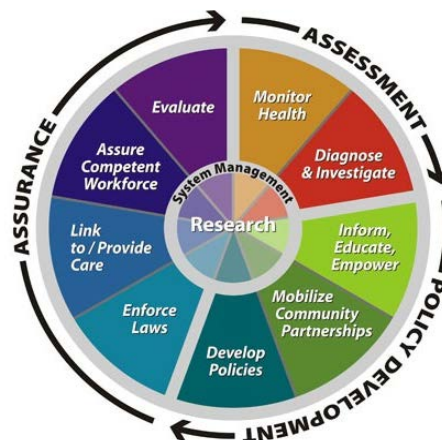 ASSESSMENT
Monitor
Health
Diagnose
& Investigate
POLICY DEVELOPMENT
Inform,
Educate,
Empower
Mobilize
Community
Partnerships
Develop
Policies
ASSURANCE
Enforce
Laws
Link
to / Provide
Care
Assure
Competent
Workforce
Evaluate
System Management
Research